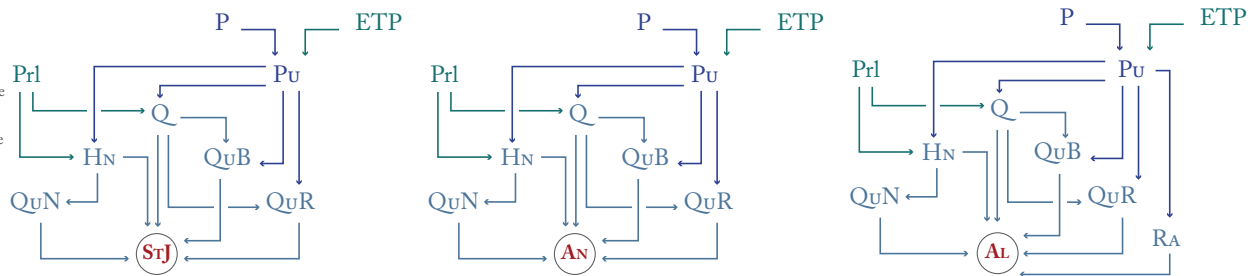 P ETP P ETP P ETP
Prl PU Prl PU Prl PU
e
Q Q Q
e
HN QUB HN QUB HN QUB
QUN QUR QUN QUR QUN QUR
RA
STJ AN AL